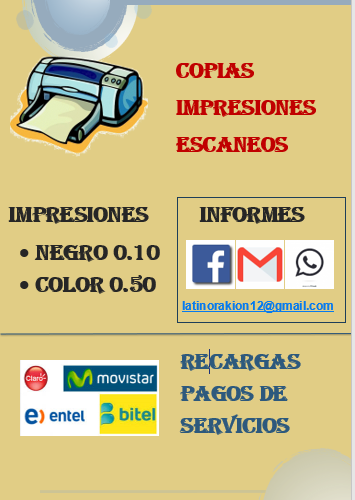 COPIAS
IMPRESIONES
ESCANEOS
IMPRESIONES
• NEGRO 0.10
• COLOR 0.50
INFORMES
latinorakion12@gmail.com
Claro
movistar
entel
bitel
RECARGAS
PAGOS DE
SERVICIOS